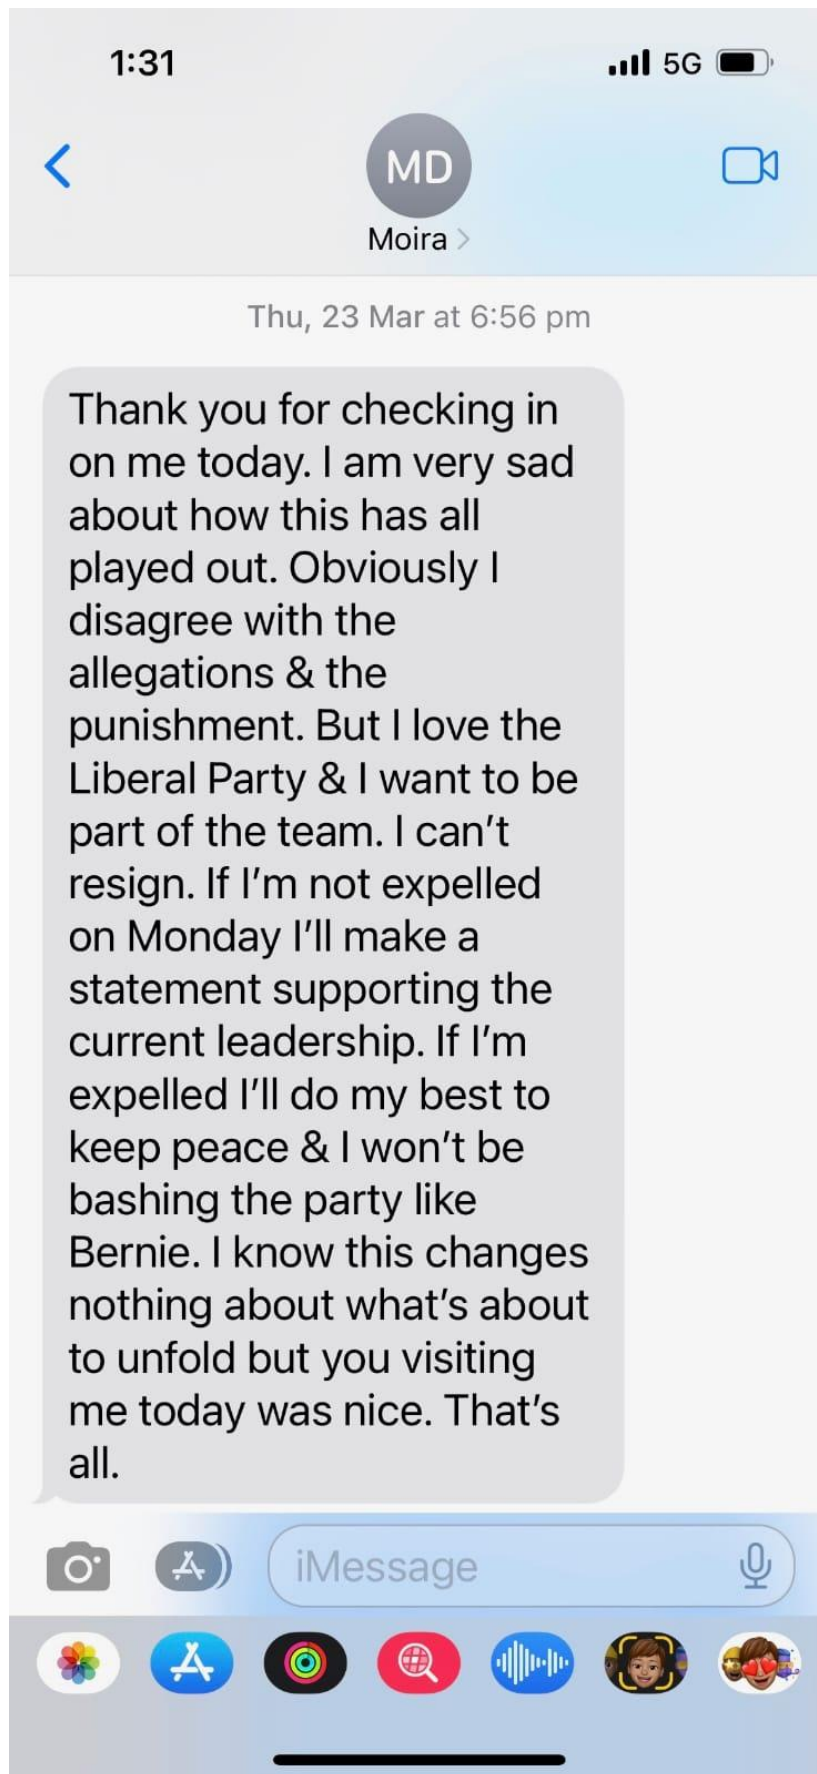 1:31
5G
MD
Moira
Thu, 23 Mar at 6:56 pm
Thank you for checking in
on me today. I am very sad
about how this has all
played out. Obviously I
disagree with the
allegations & the
punishment. But I love the
Liberal Party & I want to be
part of the team. I can’t
resign. If I’m not expelled
on Monday I’ll make a
statement supporting the
current leadership. If I’m
expelled I’ll do my best to
keep peace & I won’t be
bashing the party like
Bernie. I know this changes
nothing about what’s about
to unfold but you visiting
me today was nice. That’s
all.
iMessage